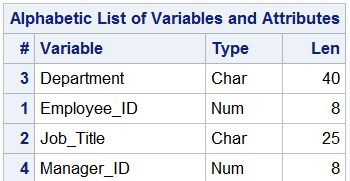 Alphabetic List of Variables and Attributes
# Variable Type Len
3 Department Char 40
1 Employee_ID Num 8
2 Job_Title Char 25
4 Manager_ID Num 8